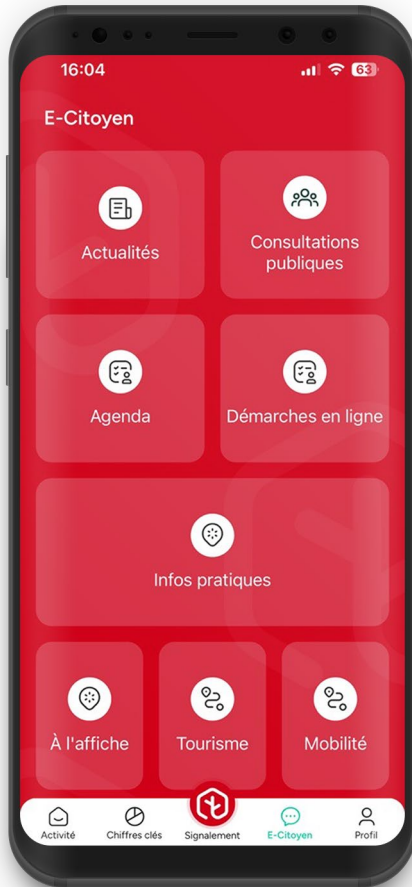 16:04
63
E-Citoyen
Actualités
Consultations
publiques
Agenda
Démarches en ligne
Infos pratiques
À l'affiche
Tourisme
Mobilité
Activité
Chiffres clés
Signalement
E-Citoyen
Profil